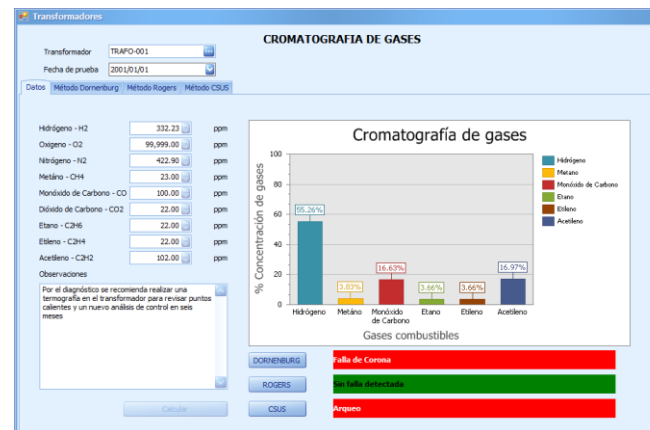 Transformadores
CROMATOGRAFIA DE GASES
Transformador TRAFO-001
Fecha de prueba 2001/01/01
Datos Método Dornenburg Método Rogers Método CSUS
Hidrógeno - H2 332.23 ppm
Oxigeno - O2 99,999.00 ppm
Nitrógeno - N2 422.90 ppm
Metáno - CH4 23.00 ppm
Monóxido de Carbono - CO 100.00 ppm
Dióxido de Carbono - CO2 22.00 ppm
Etano - C2H6 22.00 ppm
Etileno - C2H4 22.00 ppm
Acetileno - C2H2 102.00 ppm
Observaciones
Por el diagnóstico se recomienda realizar una
termografía en el transformador para revisar puntos
calientes y un nuevo análisis de control en seis
meses
Calcular
Cromatografía de gases
% Concentración de gases
100
80
60
40
20
0
55.26%
3.83%
16.63%
3.66%
3.66%
16.97%
Hidrógeno Metáno Monóxido de Carbono Etano Etileno Acetileno
Gases combustibles
Hidrógeno
Metano
Monóxido de Carbono
Etano
Etileno
Acetileno
DORNENBURG Falla de Corona
ROGERS Sin falla detectada
CSUS Arqueo